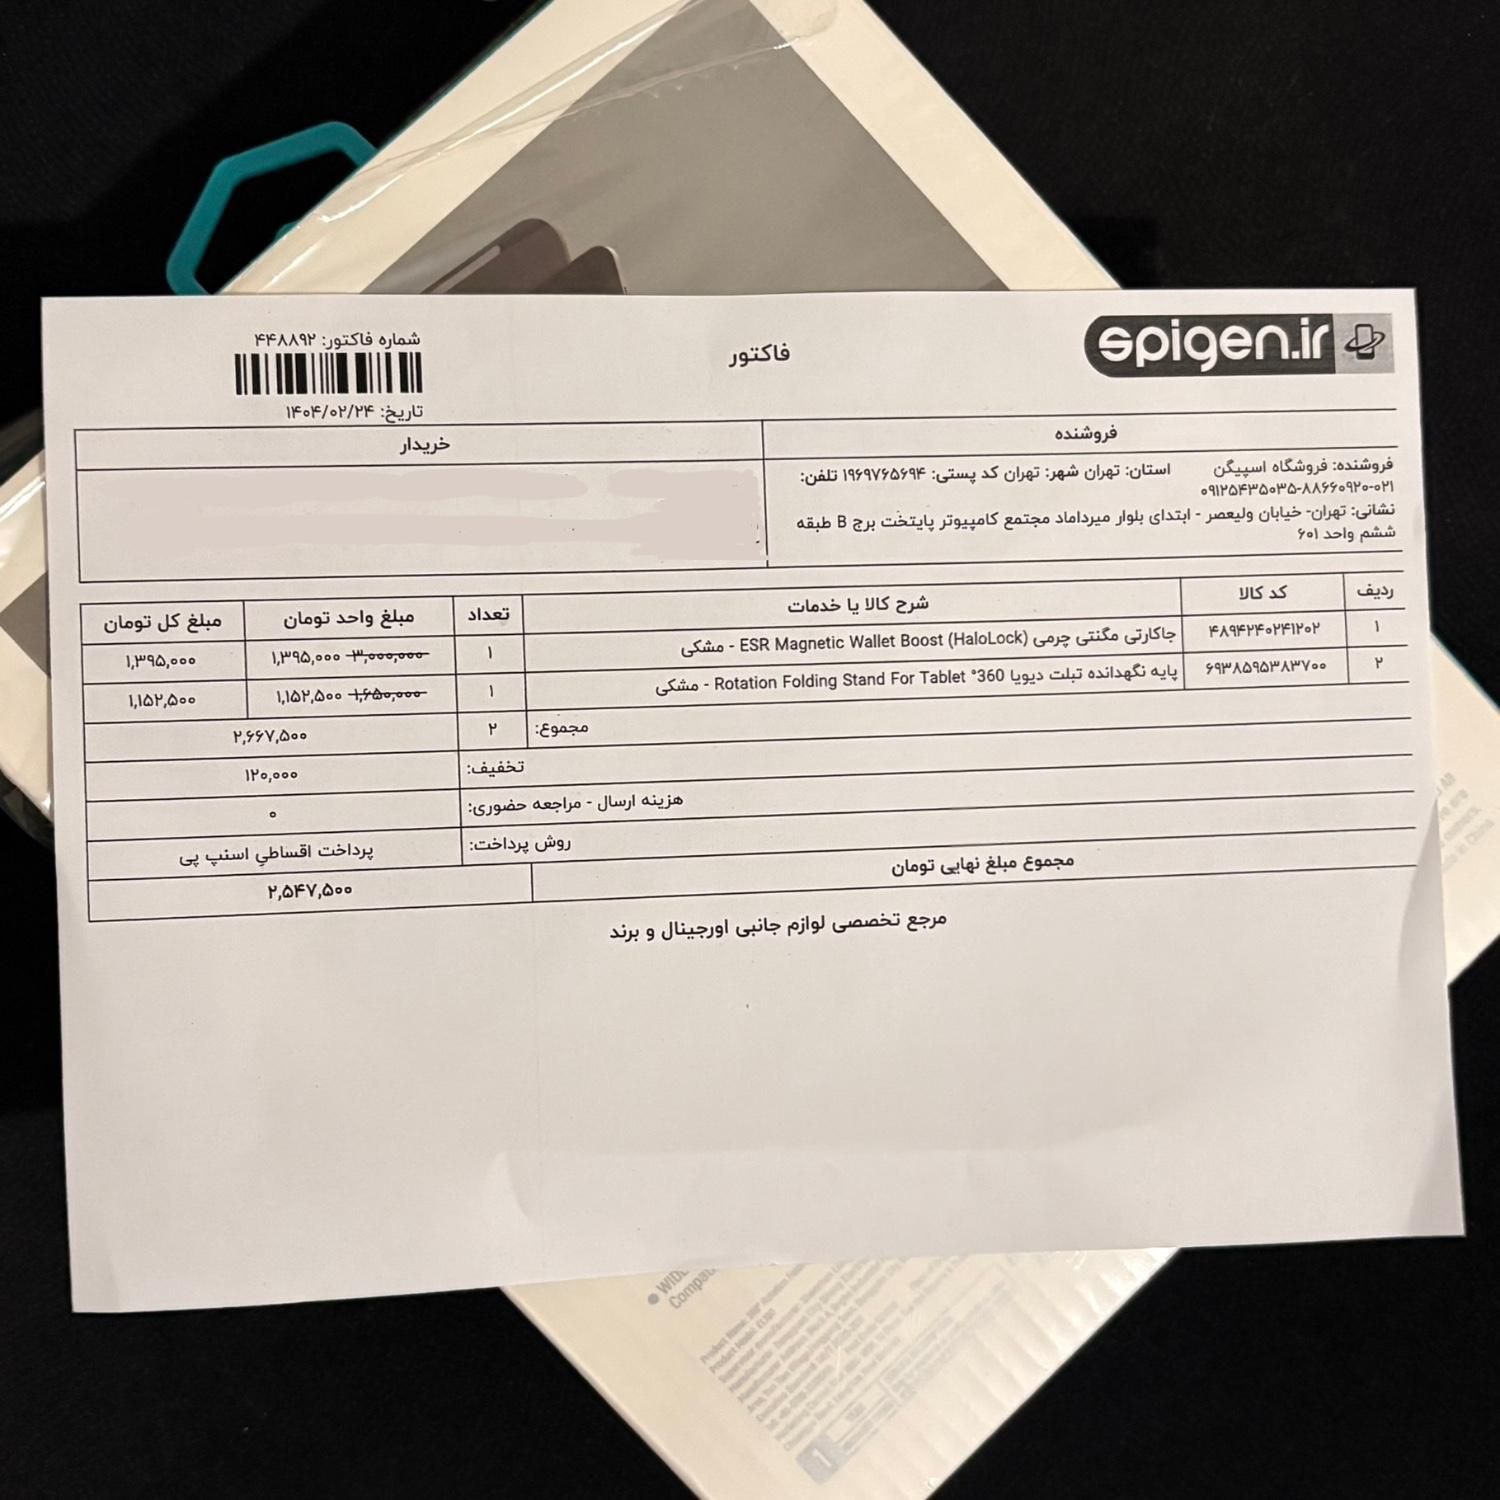 spigen.ir
فاکتور
شماره فاکتور: ۴۴۸۸۹۲
تاریخ: ۱۴۰۴/۰۲/۲۴
فروشنده
خریدار
فروشنده: فروشگاه اسپیگن استان: تهران شهر: تهران کد پستی: ۱۹۶۹۷۶۵۶۹۴ تلفن:
۰۹۱۲۵۴۳۵۰۳۵-۸۸۶۶۰۹۲۰-۰۲۱
نشانی: تهران- خیابان ولیعصر - ابتدای بلوار میرداماد مجتمع کامپیوتر پایتخت برج B طبقه
ششم واحد ۶۰۱
ردیف کد کالا شرح کالا یا خدمات تعداد مبلغ واحد تومان مبلغ کل تومان
۱ ۴۸۹۴۲۴۰۲۴۱۲۰۲ جاکارتی مگنتی چرمی ESR Magnetic Wallet Boost (HaloLock) - مشکی ۱ ۳,۰۰۰,۰۰۰ ۱,۳۹۵,۰۰۰ ۱,۳۹۵,۰۰۰
۲ ۶۹۳۸۵۹۵۳۸۳۷۰۰ پایه نگهدانده تبلت دیویا 360° Rotation Folding Stand For Tablet - مشکی ۱ ۱,۶۵۰,۰۰۰ ۱,۱۵۲,۵۰۰ ۱,۱۵۲,۵۰۰
مجموع: ۲ ۲,۶۶۷,۵۰۰
تخفیف: ۱۲۰,۰۰۰
هزینه ارسال - مراجعه حضوری: ۰
روش پرداخت: پرداخت اقساطیِ اسنپ پی
مجموع مبلغ نهایی تومان ۲,۵۴۷,۵۰۰
مرجع تخصصی لوازم جانبی اورجینال و برند